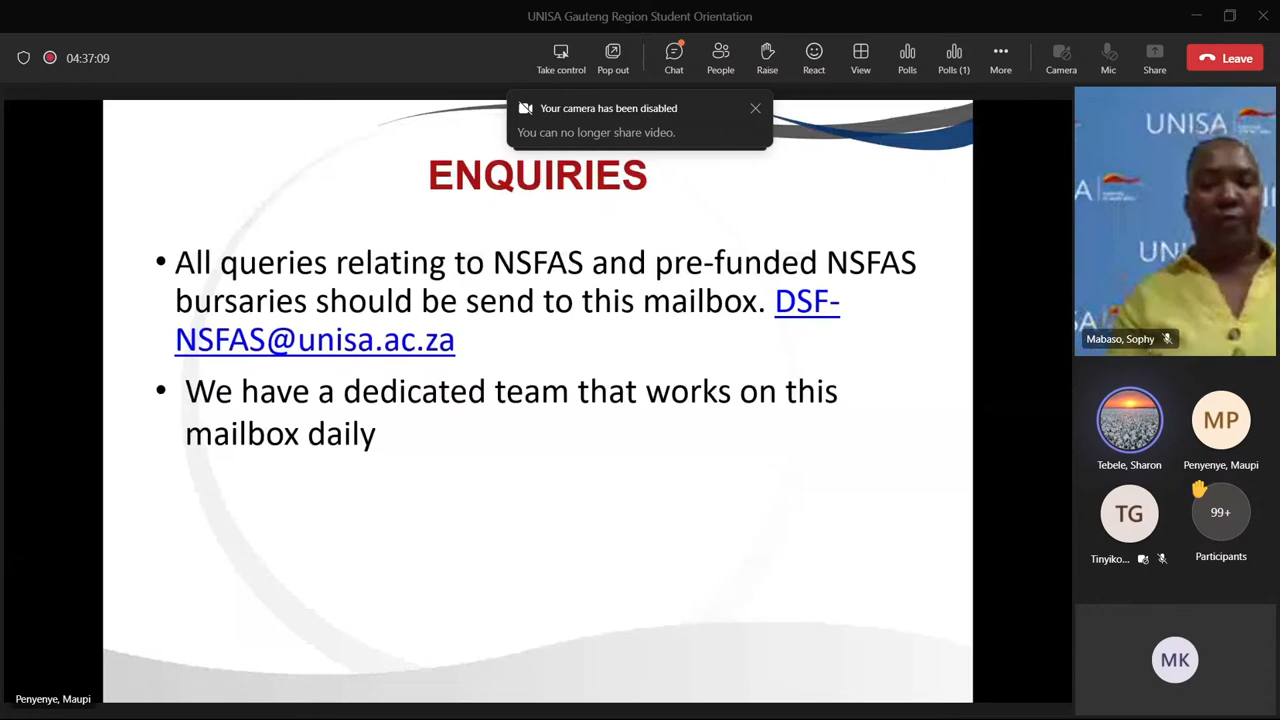 UNISA Gauteng Region Student Orientation
04:37:09
Take control
Pop out
Chat
People
Raise
React
View
Polls
Polls (1)
More
Camera
Mic
Share
Leave
Your camera has been disabled
You can no longer share video.
ENQUIRIES
• All queries relating to NSFAS and pre-funded NSFAS
bursaries should be send to this mailbox. DSF-
NSFAS@unisa.ac.za
• We have a dedicated team that works on this
mailbox daily
Penyenye, Maupi
UNISA
Mabaso, Sophy
Tebele, Sharon
MP
Penyenye, Maupi
TG
Tinyiko...
99+
Participants
MK